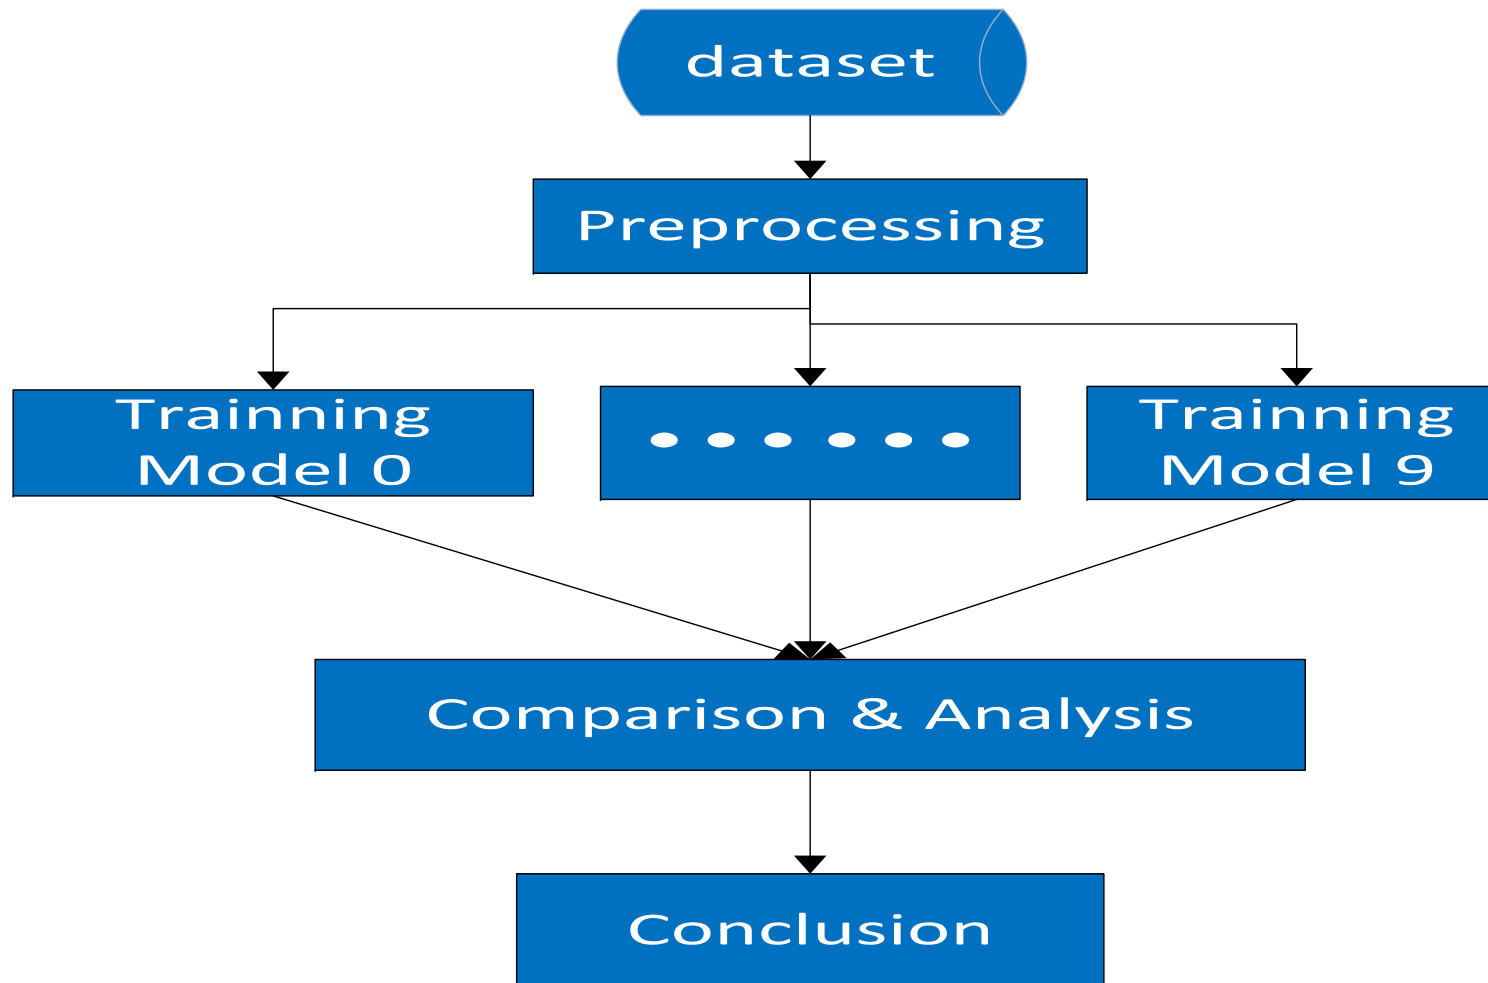 dataset
Preprocessing
Trainning
Model 0
● ● ● ● ● ●
Trainning
Model 9
Comparison & Analysis
Conclusion